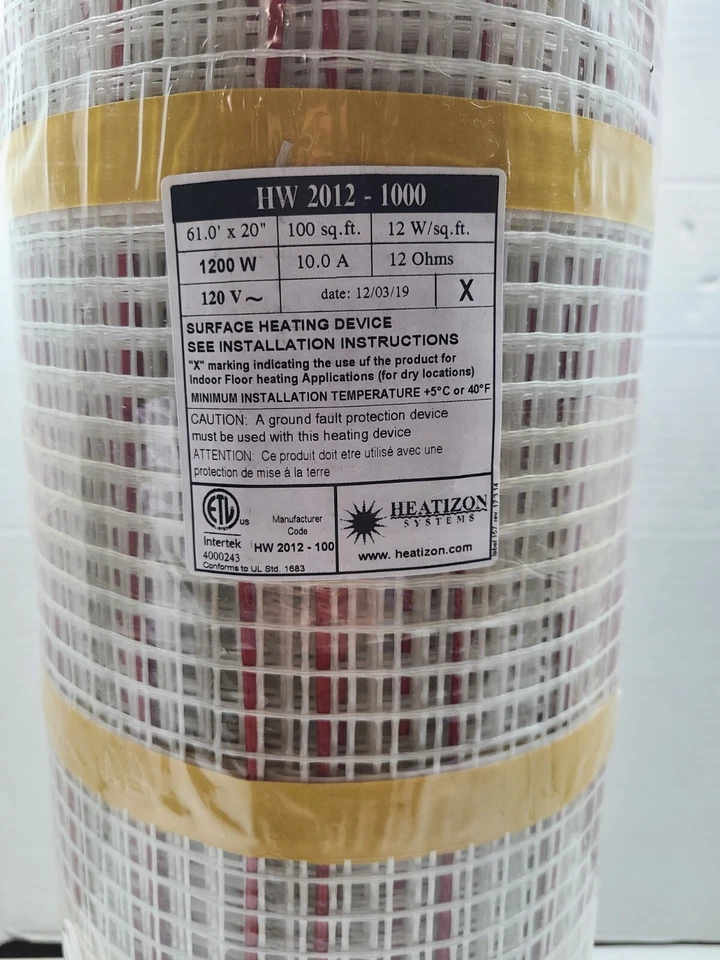 HW 2012 - 1000
61.0' x 20" 100 sq.ft. 12 W/sq.ft.
1200 W 10.0 A 12 Ohms
120 V ~ date: 12/03/19 X
SURFACE HEATING DEVICE
SEE INSTALLATION INSTRUCTIONS
"X" marking indicating the use uf the product for
Indoor Floor heating Applications (for dry locations)
MINIMUM INSTALLATION TEMPERATURE +5°C or 40°F
CAUTION: A ground fault protection device
must be used with this heating device
ATTENTION: Ce produit doit etre utilisé avec une
protection de mise á la terre
ETL us
Intertek
4000243
Conforms to UL Std. 1683
Manufacturer
Code
HW 2012 - 100
HEATIZON
SYSTEMS
www. heatizon.com